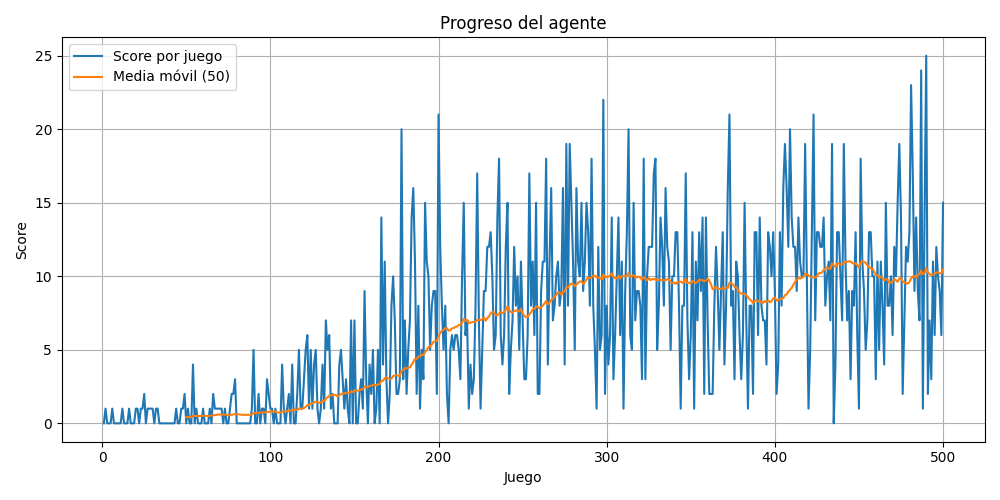 Progreso del agente
Score por juego
Media móvil (50)
25
20
15
10
5
0
Score
0
100
200
300
400
500
Juego